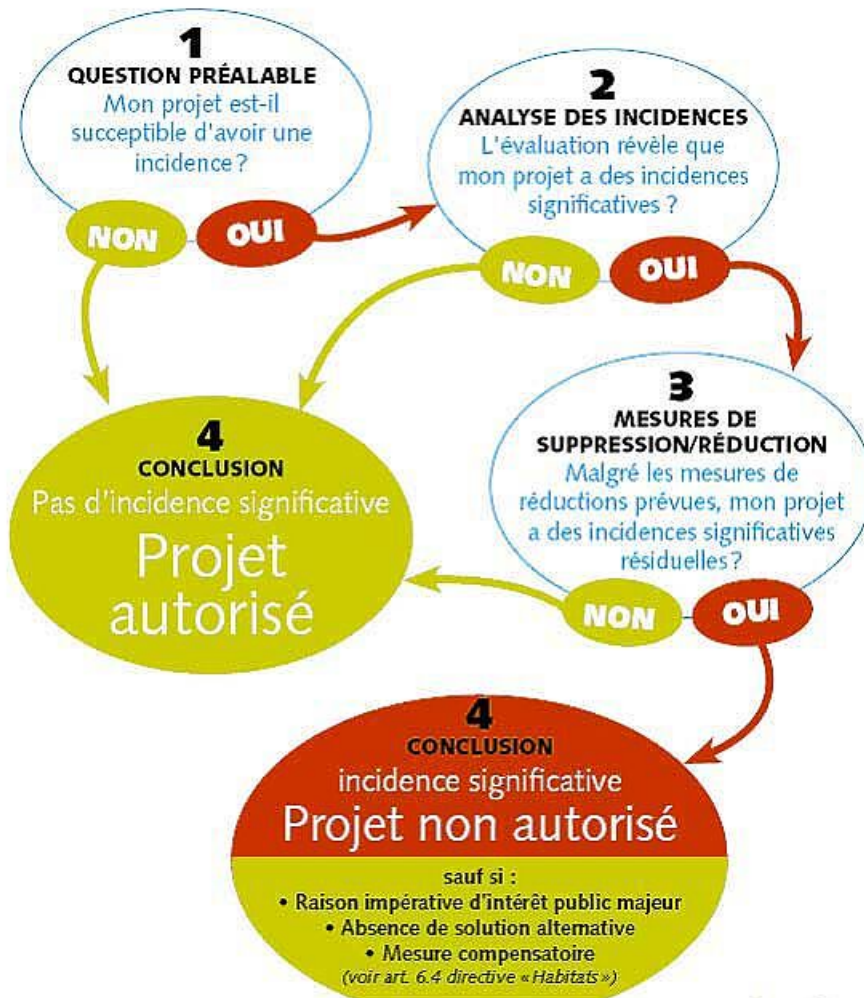 1
QUESTION PRÉALABLE
Mon projet est-il
succeptible d'avoir une
incidence ?
NON
OUI
2
ANALYSE DES INCIDENCES
L'évaluation révèle que
mon projet a des incidences
significatives ?
NON
OUI
3
MESURES DE
SUPPRESSION/RÉDUCTION
Malgré les mesures de
réductions prévues, mon projet
a des incidences significatives
résiduelles ?
NON
OUI
4
CONCLUSION
Pas d'incidence significative
Projet
autorisé
4
CONCLUSION
incidence significative
Projet non autorisé
sauf si :
• Raison impérative d'intérêt public majeur
• Absence de solution alternative
• Mesure compensatoire
(voir art. 6.4 directive « Habitats »)